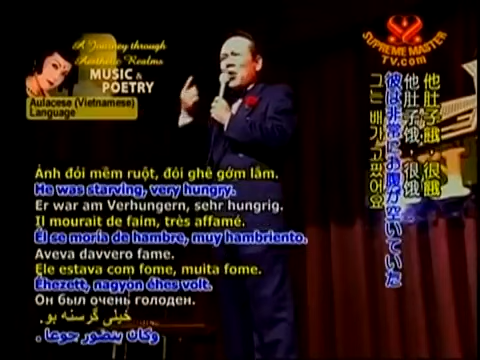 A Journey through
Aesthetic Realms
MUSIC &
POETRY
Aulacese (Vietnamese)
Language
SUPREME MASTER
TV.com
Ảnh đói mềm ruột, đói ghê gớm lắm.
He was starving, very hungry.
Er war am Verhungern, sehr hungrig.
Il mourait de faim, très affamé.
Él se moría de hambre, muy hambriento.
Aveva davvero fame.
Ele estava com fome, muita fome.
Éhezett, nagyon éhes volt.
Он был очень голоден.
خیلی گرسنه بو.
وكان يتضور جوعا .
他肚子餓，很餓
他肚子饿，很饿
彼は非常にお腹が空いていた
그는 배가 고팠어요